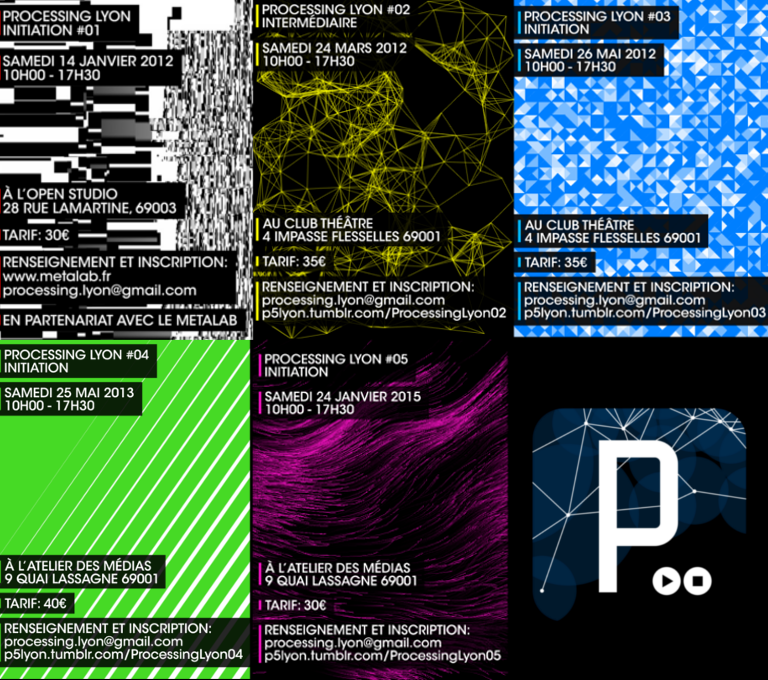 PROCESSING LYON
INITIATION #01
SAMEDI 14 JANVIER 2012
10H00 - 17H30
À L'OPEN STUDIO
28 RUE LAMARTINE, 69003
TARIF: 30€
RENSEIGNEMENT ET INSCRIPTION:
www.metalab.fr
processing.lyon@gmail.com
EN PARTENARIAT AVEC LE METALAB
PROCESSING LYON #02
INTERMÉDIAIRE
SAMEDI 24 MARS 2012
10H00 - 17H30
AU CLUB THÉÂTRE
4 IMPASSE FLESSELLES 69001
TARIF: 35€
RENSEIGNEMENT ET INSCRIPTION:
processing.lyon@gmail.com
p5lyon.tumblr.com/ProcessingLyon02
PROCESSING LYON #03
INITIATION
SAMEDI 26 MAI 2012
10H00 - 17H30
AU CLUB THÉÂTRE
4 IMPASSE FLESSELLES 69001
TARIF: 35€
RENSEIGNEMENT ET INSCRIPTION:
processing.lyon@gmail.com
p5lyon.tumblr.com/ProcessingLyon03
PROCESSING LYON #04
INITIATION
SAMEDI 25 MAI 2013
10H00 - 17H30
À L'ATELIER DES MÉDIAS
9 QUAI LASSAGNE 69001
TARIF: 40€
RENSEIGNEMENT ET INSCRIPTION:
processing.lyon@gmail.com
p5lyon.tumblr.com/ProcessingLyon04
PROCESSING LYON #05
INITIATION
SAMEDI 24 JANVIER 2015
10H00 - 17H30
À L'ATELIER DES MÉDIAS
9 QUAI LASSAGNE 69001
TARIF: 30€
RENSEIGNEMENT ET INSCRIPTION:
processing.lyon@gmail.com
p5lyon.tumblr.com/ProcessingLyon05
P